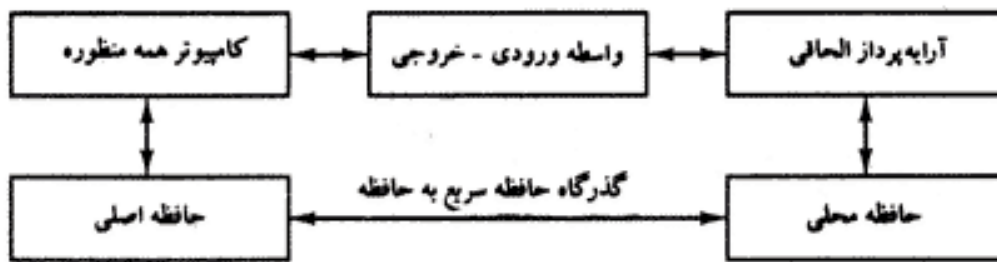 آرایه‌پرداز الحاقی
واسطه ورودی - خروجی
کامپیوتر همه منظوره
گذرگاه حافظه سریع به حافظه
حافظه محلی
حافظه اصلی